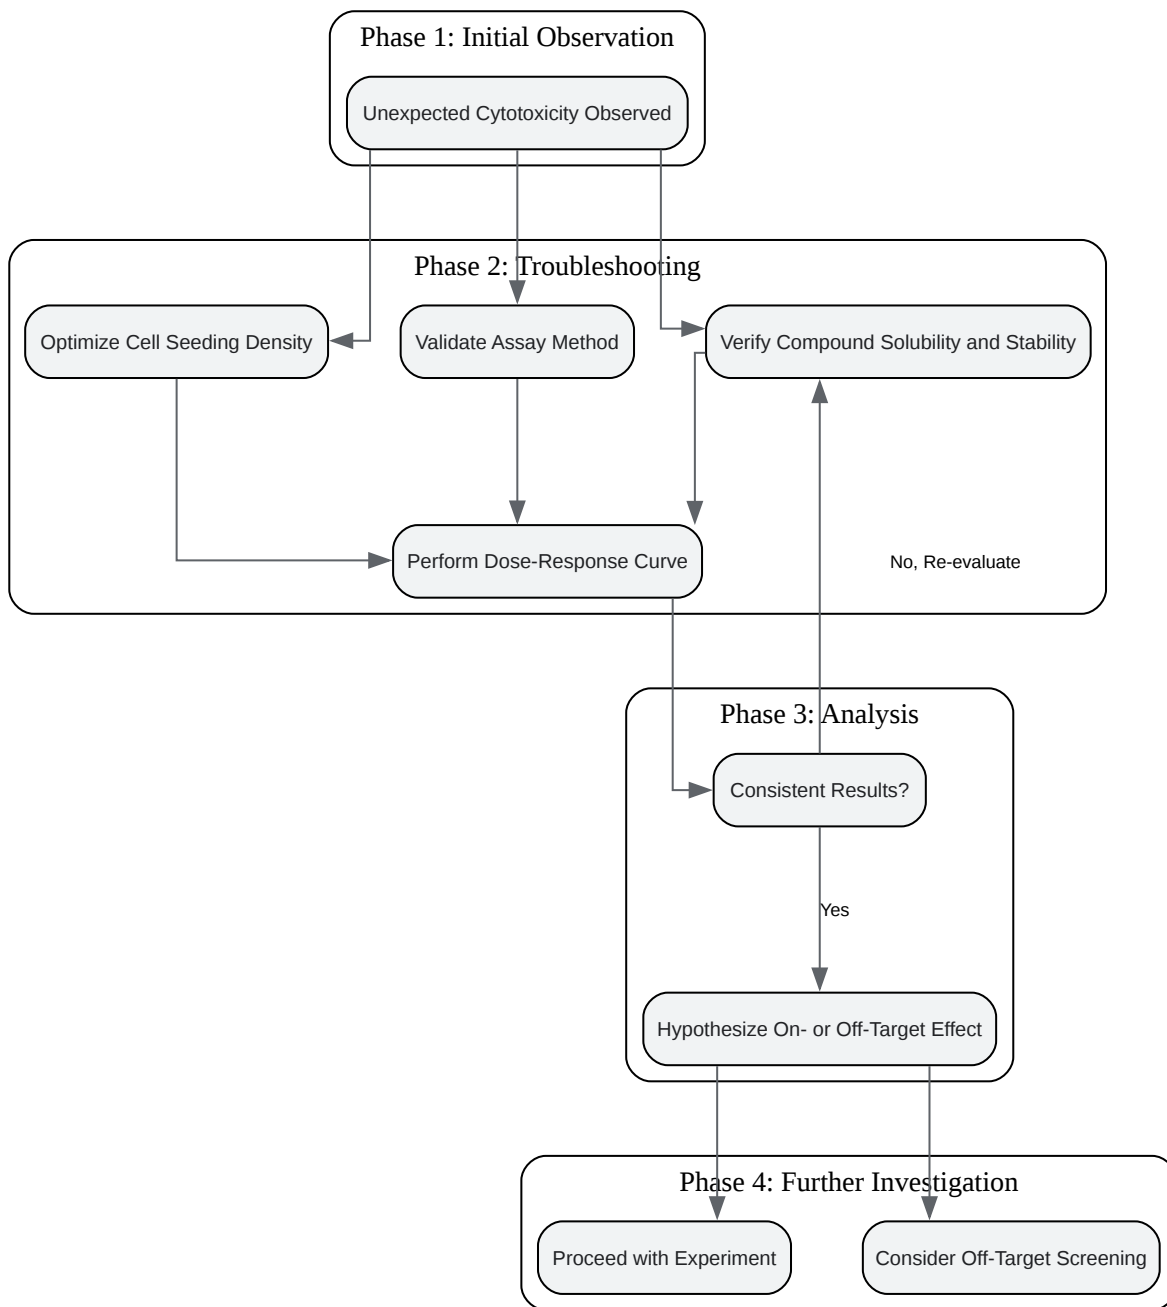 Phase 1: Initial Observation
Unexpected Cytotoxicity Observed
Phase 2: Troubleshooting
Optimize Cell Seeding Density
Validate Assay Method
Verify Compound Solubility and Stability
Perform Dose-Response Curve
No, Re-evaluate
Phase 3: Analysis
Consistent Results?
Yes
Hypothesize On- or Off-Target Effect
Phase 4: Further Investigation
Proceed with Experiment
Consider Off-Target Screening